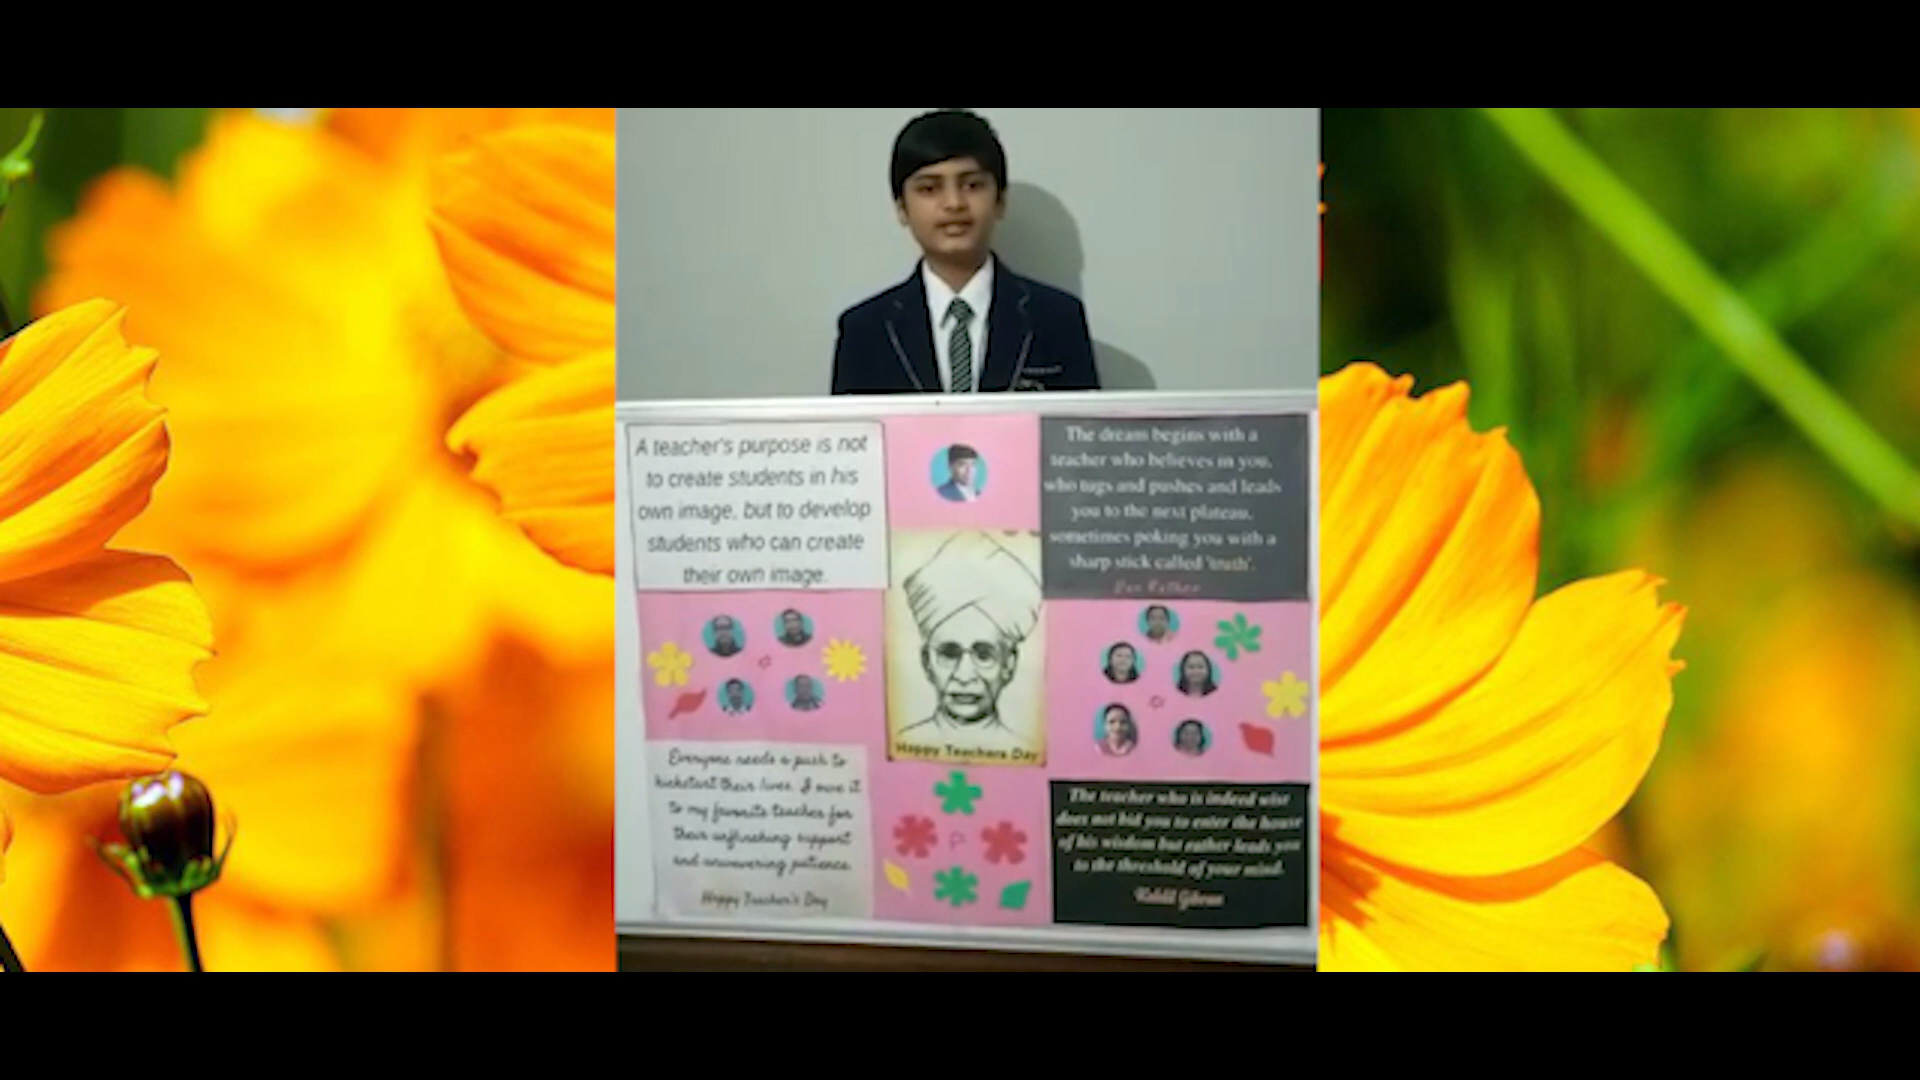 A teacher's purpose is not
to create students in his
own image, but to develop
students who can create
their own image.
The dream begins with a
teacher who believes in you,
who tugs and pushes and leads
you to the next plateau,
sometimes poking you with a
sharp stick called 'truth'.
Dan Rather
Happy Teachers Day
Everyone needs a push to
kickstart their lives. I owe it
to my favorite teacher for
their unflinching support
and unwavering patience.
Happy Teacher's Day
P
The teacher who is indeed wise
does not bid you to enter the house
of his wisdom but rather leads you
to the threshold of your mind.
Kahlil Gibran